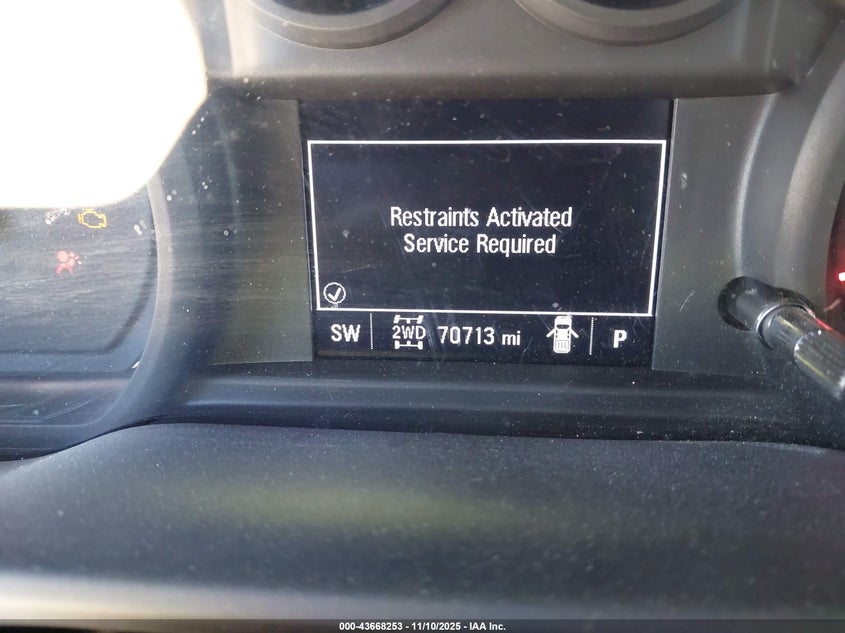 Restraints Activated
Service Required
SW 2WD 70713 mi P
000-43668253 - 11/10/2025 - IAA Inc.